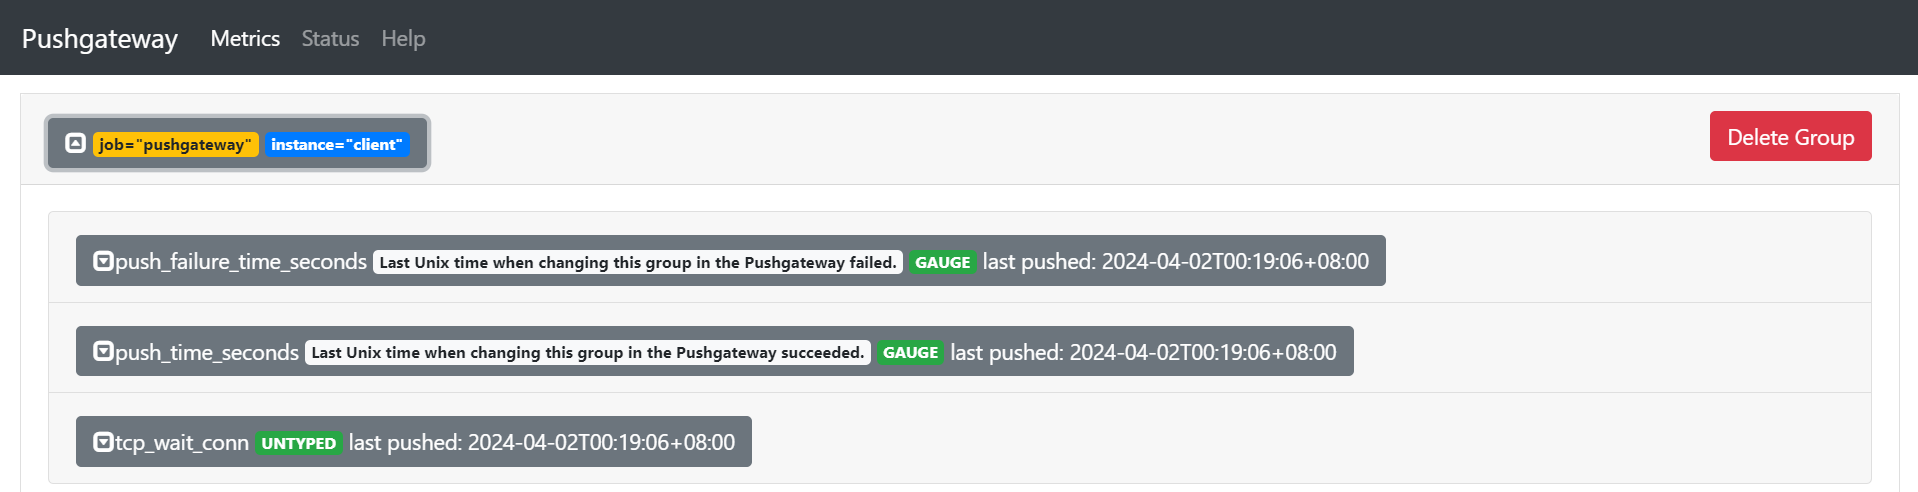 Pushgateway Metrics Status Help
job="pushgateway" instance="client" Delete Group
push_failure_time_seconds Last Unix time when changing this group in the Pushgateway failed. GAUGE last pushed: 2024-04-02T00:19:06+08:00
push_time_seconds Last Unix time when changing this group in the Pushgateway succeeded. GAUGE last pushed: 2024-04-02T00:19:06+08:00
tcp_wait_conn UNTYPED last pushed: 2024-04-02T00:19:06+08:00